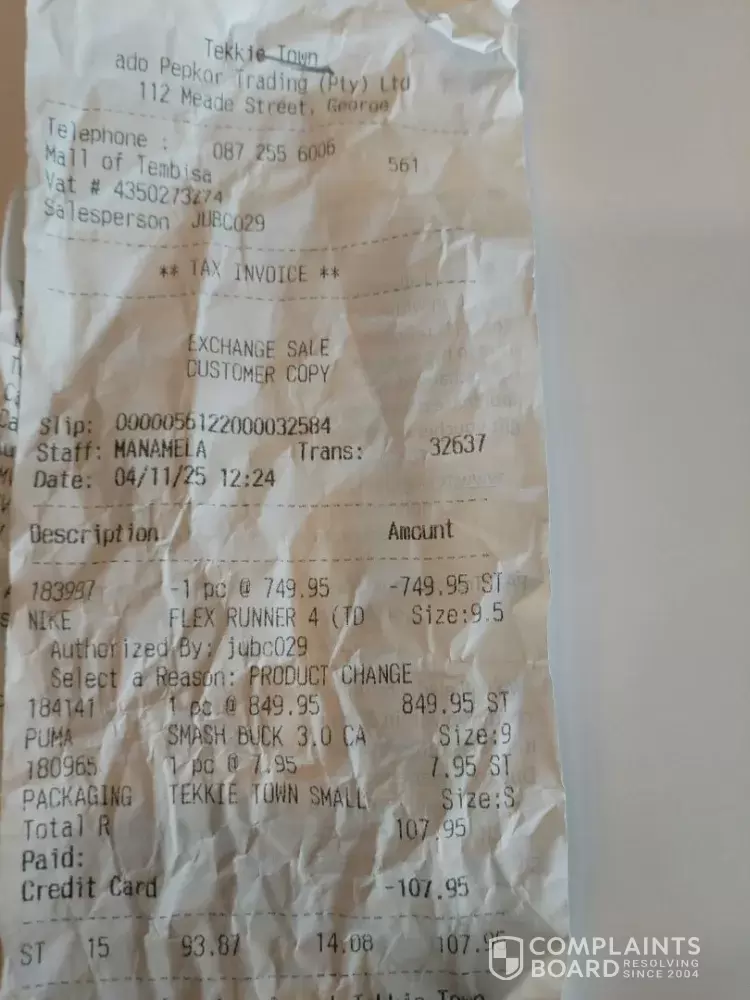 Tekkie Town
ado Pepkor Trading (Pty) Ltd
112 Meade Street, George
Telephone : 087 255 6006
Mall of Tembisa 561
Vat # 4350273274
Salesperson JUBC029
** TAX INVOICE **
EXCHANGE SALE
CUSTOMER COPY
Slip: 0000056122000032584
Staff: MANAMELA Trans: 32637
Date: 04/11/25 12:24
Description Amount
183987 -1 pc @ 749.95 -749.95 ST
NIKE FLEX RUNNER 4 (TD Size:9.5
Authorized By: jubc029
Select a Reason: PRODUCT CHANGE
184141 1 pc @ 849.95 849.95 ST
PUMA SMASH BUCK 3.0 CA Size:9
180965 1 pc @ 7.95 7.95 ST
PACKAGING TEKKIE TOWN SMALL Size:S
Total R 107.95
Paid:
Credit Card -107.95
ST 15 93.87 14.08 107.95
Tekkie Town
COMPLAINTS
BOARD RESOLVING SINCE 2004